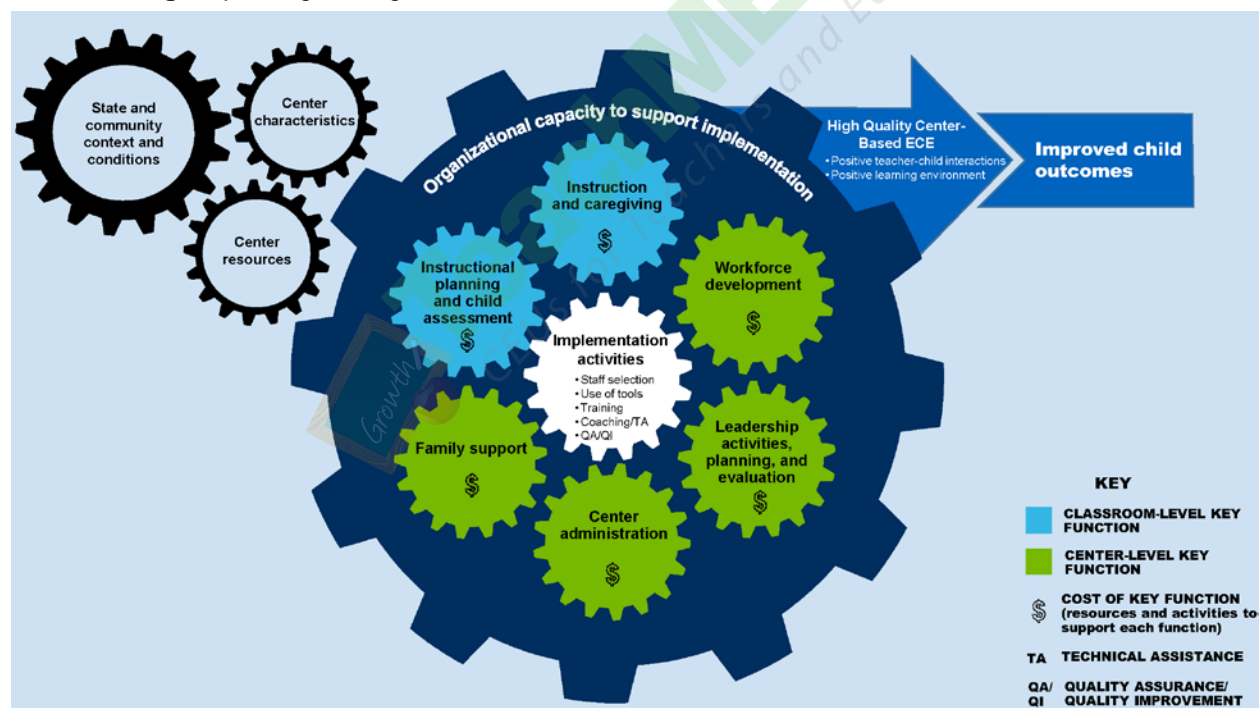 State and
community
context and
conditions
Center
characteristics
Center
resources
Organizational capacity to support implementation
Instruction
and caregiving
$
Instructional
planning
and child
assessment
$
Workforce
development
$
Implementation
activities
• Staff selection
• Use of tools
• Training
• Coaching/TA
• QA/QI
Family support
$
Leadership
activities,
planning, and
evaluation
$
Center
administration
$
High Quality Center-
Based ECE
• Positive teacher-child interactions
• Positive learning environment
Improved child
outcomes
KEY
CLASSROOM-LEVEL KEY
FUNCTION
CENTER-LEVEL KEY
FUNCTION
$ COST OF KEY FUNCTION
(resources and activities to
support each function)
TA TECHNICAL ASSISTANCE
QA/ QUALITY ASSURANCE/
QI QUALITY IMPROVEMENT
Growth
for Teachers and